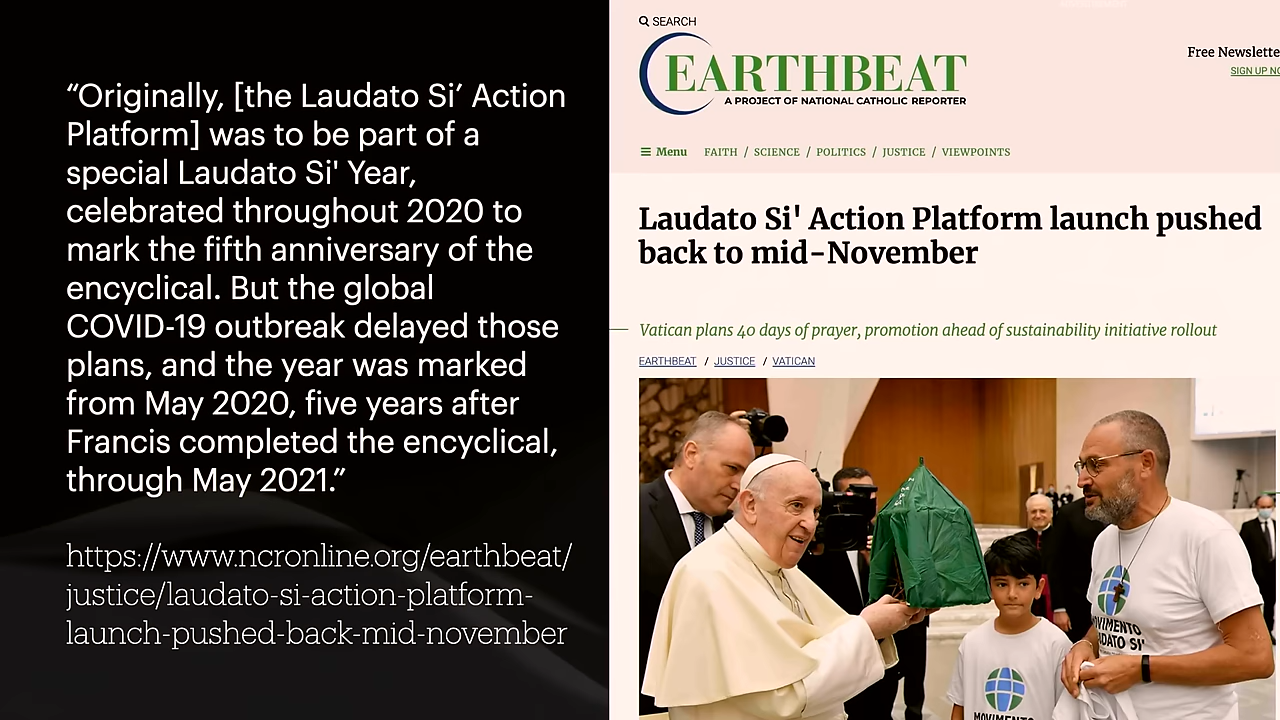 “Originally, [the Laudato Si’ Action
Platform] was to be part of a
special Laudato Si' Year,
celebrated throughout 2020 to
mark the fifth anniversary of the
encyclical. But the global
COVID-19 outbreak delayed those
plans, and the year was marked
from May 2020, five years after
Francis completed the encyclical,
through May 2021.”
https://www.ncronline.org/earthbeat/
justice/laudato-si-action-platform-
launch-pushed-back-mid-november
SEARCH
EARTHBEAT
A PROJECT OF NATIONAL CATHOLIC REPORTER
Free Newslette
SIGN UP NO
Menu FAITH / SCIENCE / POLITICS / JUSTICE / VIEWPOINTS
Laudato Si' Action Platform launch pushed
back to mid-November
Vatican plans 40 days of prayer, promotion ahead of sustainability initiative rollout
EARTHBEAT / JUSTICE / VATICAN
MOVIMENTO
UDATO SI'
MOVIMENTO